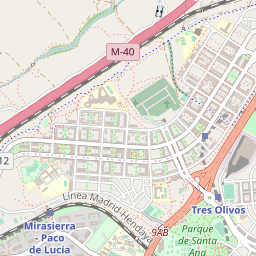 M-40
12
Línea Madrid-Hendaya
Tres Olivos
Mirasierra
- Paco
de Lucía
9AB
Parque
de Santa
Ana